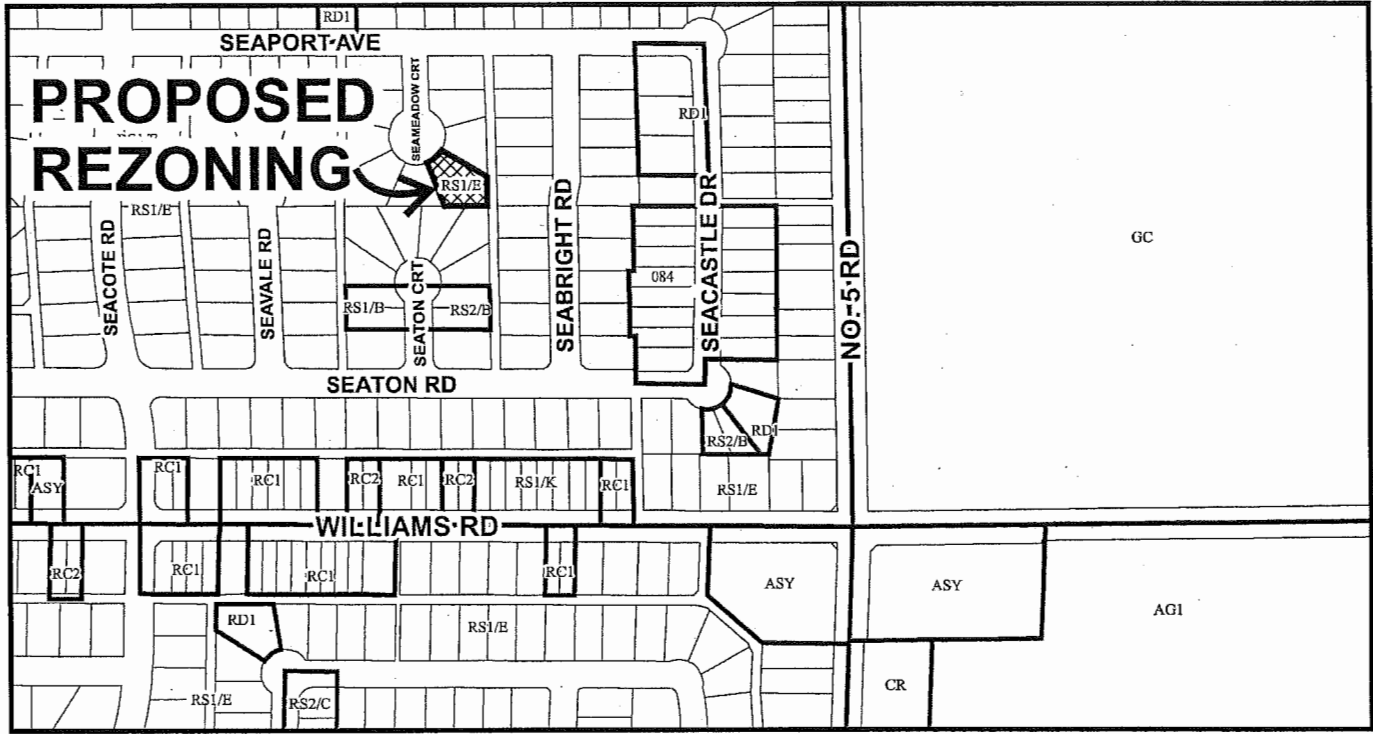 RD1
SEAPORT AVE
PROPOSED
REZONING
SEAMEADOW CRT
RS1/E
RD1
RS1/E
SEACOTE RD
SEAVALE RD
SEATON CRT
SEABRIGHT RD
SEACASTLE DR
NO. 5 RD
GC
084
RS1/B
RS2/B
SEATON RD
RS2/B
RD1
RC1
ASY
RC1
RC1
RC2
RC1
RC2
RS1/K
RC1
RS1/E
WILLIAMS RD
RC2
RC1
RC1
RC1
ASY
ASY
AG1
RD1
RS1/E
RS1/E
RS2/C
CR